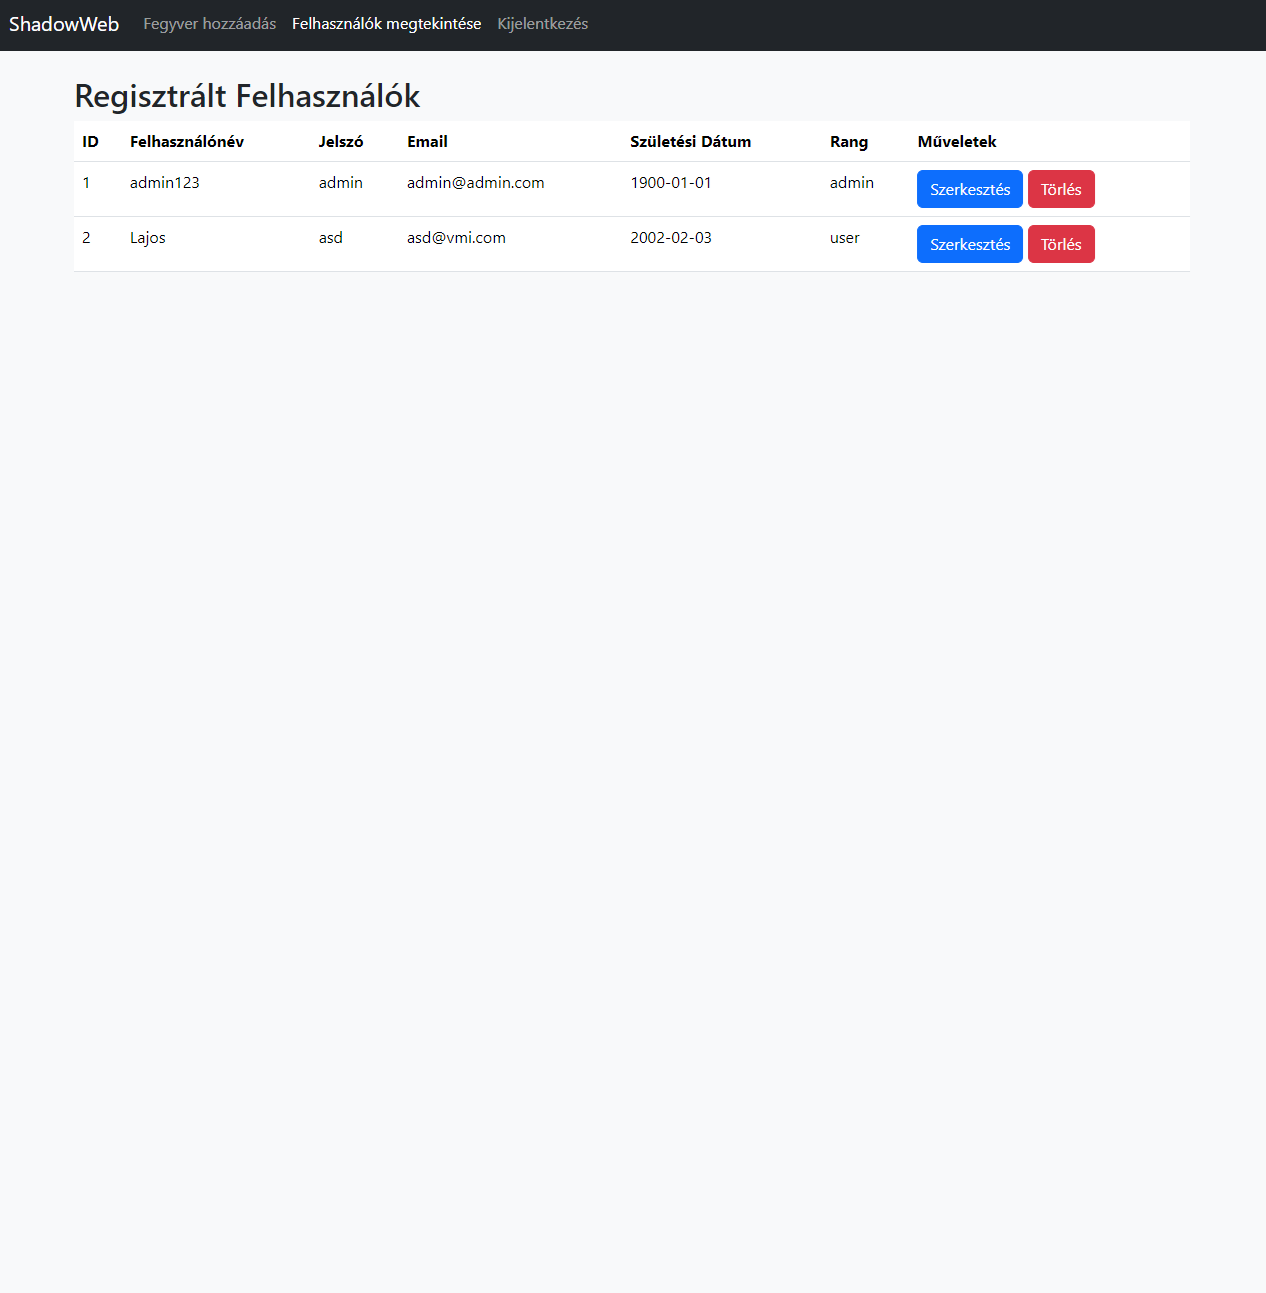 ShadowWeb Fegyver hozzáadás Felhasználók megtekintése Kijelentkezés
Regisztrált Felhasználók
ID Felhasználónév Jelszó Email Születési Dátum Rang Műveletek
1 admin123 admin admin@admin.com 1900-01-01 admin Szerkesztés Törlés
2 Lajos asd asd@vmi.com 2002-02-03 user Szerkesztés Törlés